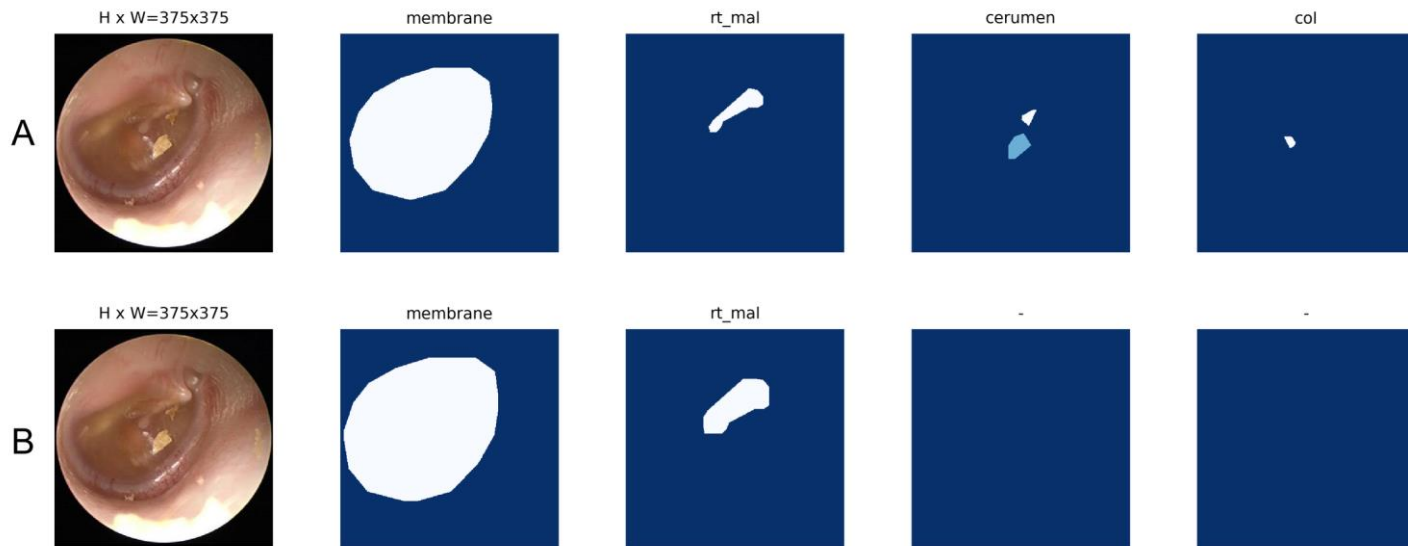 H x W=375x375 membrane rt_mal cerumen col
A
H x W=375x375 membrane rt_mal - -
B